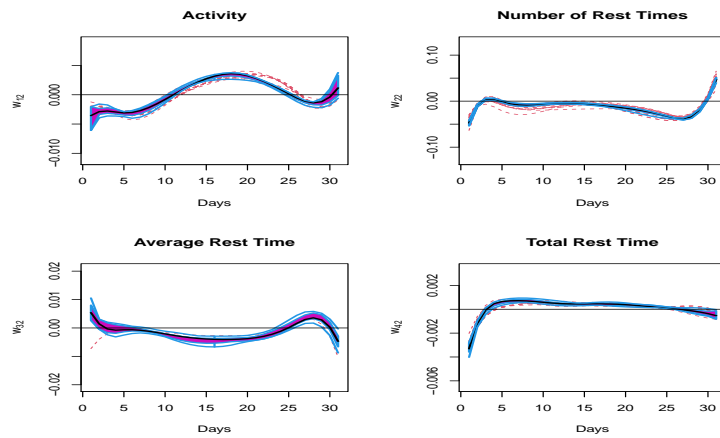 Activity
w12
0.000
−0.010
0 5 10 15 20 25 30
Days
Number of Rest Times
w22
0.10
0.00
−0.10
0 5 10 15 20 25 30
Days
Average Rest Time
w32
0.02
0.00
−0.02
0 5 10 15 20 25 30
Days
Total Rest Time
w42
0.002
−0.002
−0.006
0 5 10 15 20 25 30
Days